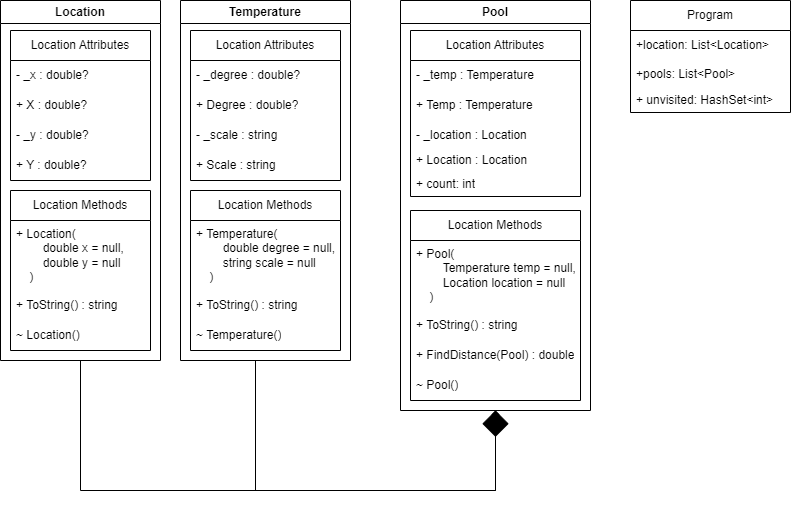 Location
Location Attributes
- _x : double?
+ X : double?
- _y : double?
+ Y : double?
Location Methods
+ Location(
double x = null,
double y = null
)
+ ToString() : string
~ Location()
Temperature
Location Attributes
- _degree : double?
+ Degree : double?
- _scale : string
+ Scale : string
Location Methods
+ Temperature(
double degree = null,
string scale = null
)
+ ToString() : string
~ Temperature()
Pool
Location Attributes
- _temp : Temperature
+ Temp : Temperature
- _location : Location
+ Location : Location
+ count: int
Location Methods
+ Pool(
Temperature temp = null,
Location location = null
)
+ ToString() : string
+ FindDistance(Pool) : double
~ Pool()
Program
+location: List<Location>
+pools: List<Pool>
+ unvisited: HashSet<int>